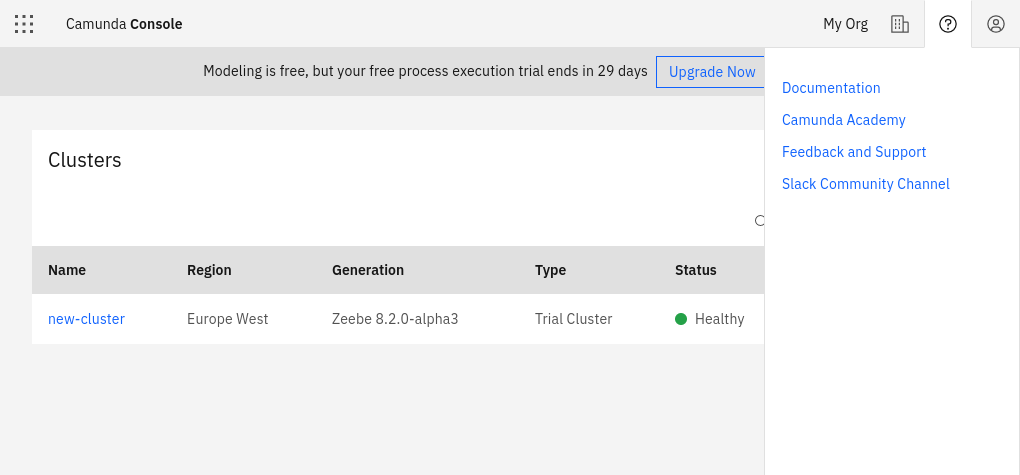 Camunda Console
My Org
Modeling is free, but your free process execution trial ends in 29 days
Upgrade Now
Documentation
Camunda Academy
Feedback and Support
Slack Community Channel
Clusters
Name Region Generation Type Status
new-cluster Europe West Zeebe 8.2.0-alpha3 Trial Cluster Healthy